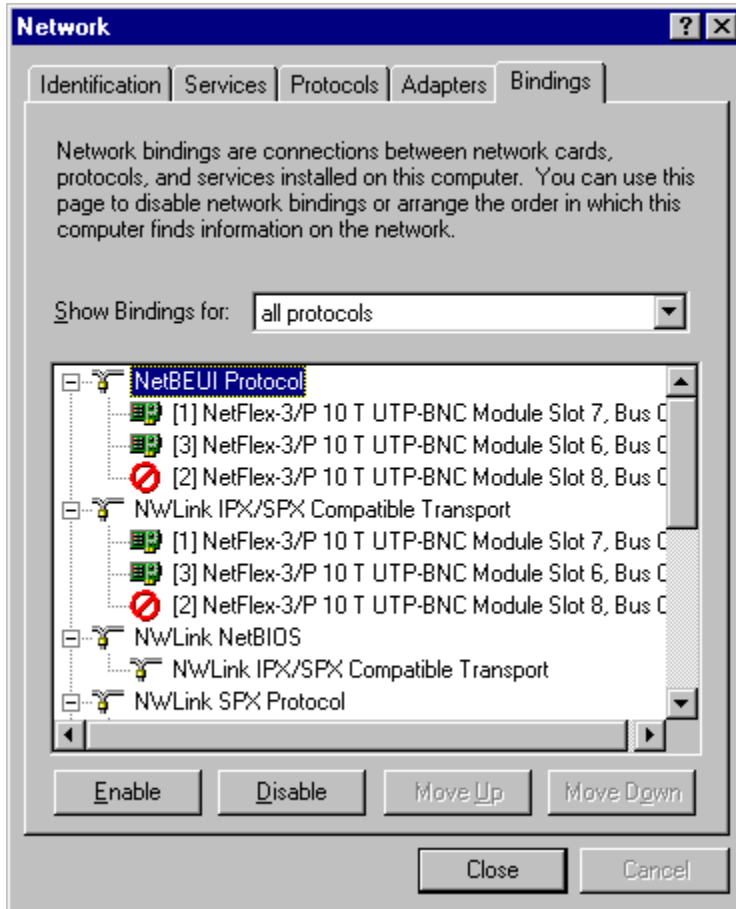 Network
Identification Services Protocols Adapters Bindings
Network bindings are connections between network cards,
protocols, and services installed on this computer.  You can use this
page to disable network bindings or arrange the order in which this
computer finds information on the network.
Show Bindings for: all protocols
NetBEUI Protocol
[1] NetFlex-3/P 10 T UTP-BNC Module Slot 7, Bus
[3] NetFlex-3/P 10 T UTP-BNC Module Slot 6, Bus
[2] NetFlex-3/P 10 T UTP-BNC Module Slot 8, Bus
NWLink IPX/SPX Compatible Transport
[1] NetFlex-3/P 10 T UTP-BNC Module Slot 7, Bus
[3] NetFlex-3/P 10 T UTP-BNC Module Slot 6, Bus
[2] NetFlex-3/P 10 T UTP-BNC Module Slot 8, Bus
NWLink NetBIOS
NWLink IPX/SPX Compatible Transport
NWLink SPX Protocol
Enable Disable Move Up Move Down
Close Cancel